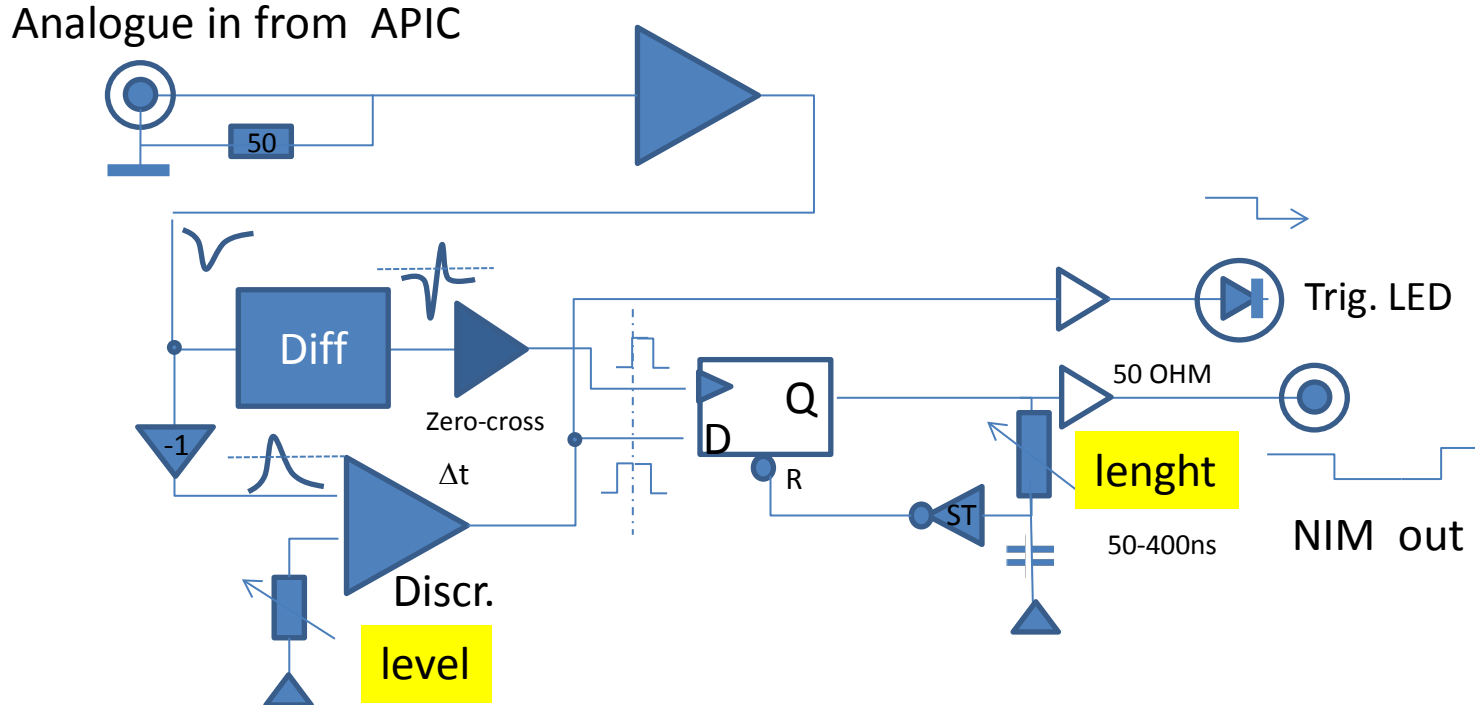 Analogue in from APIC
50
Trig. LED
Diff
50 OHM
Q
Zero-cross
D
-1
Δt
R
lenght
ST
50-400ns
NIM out
Discr.
level